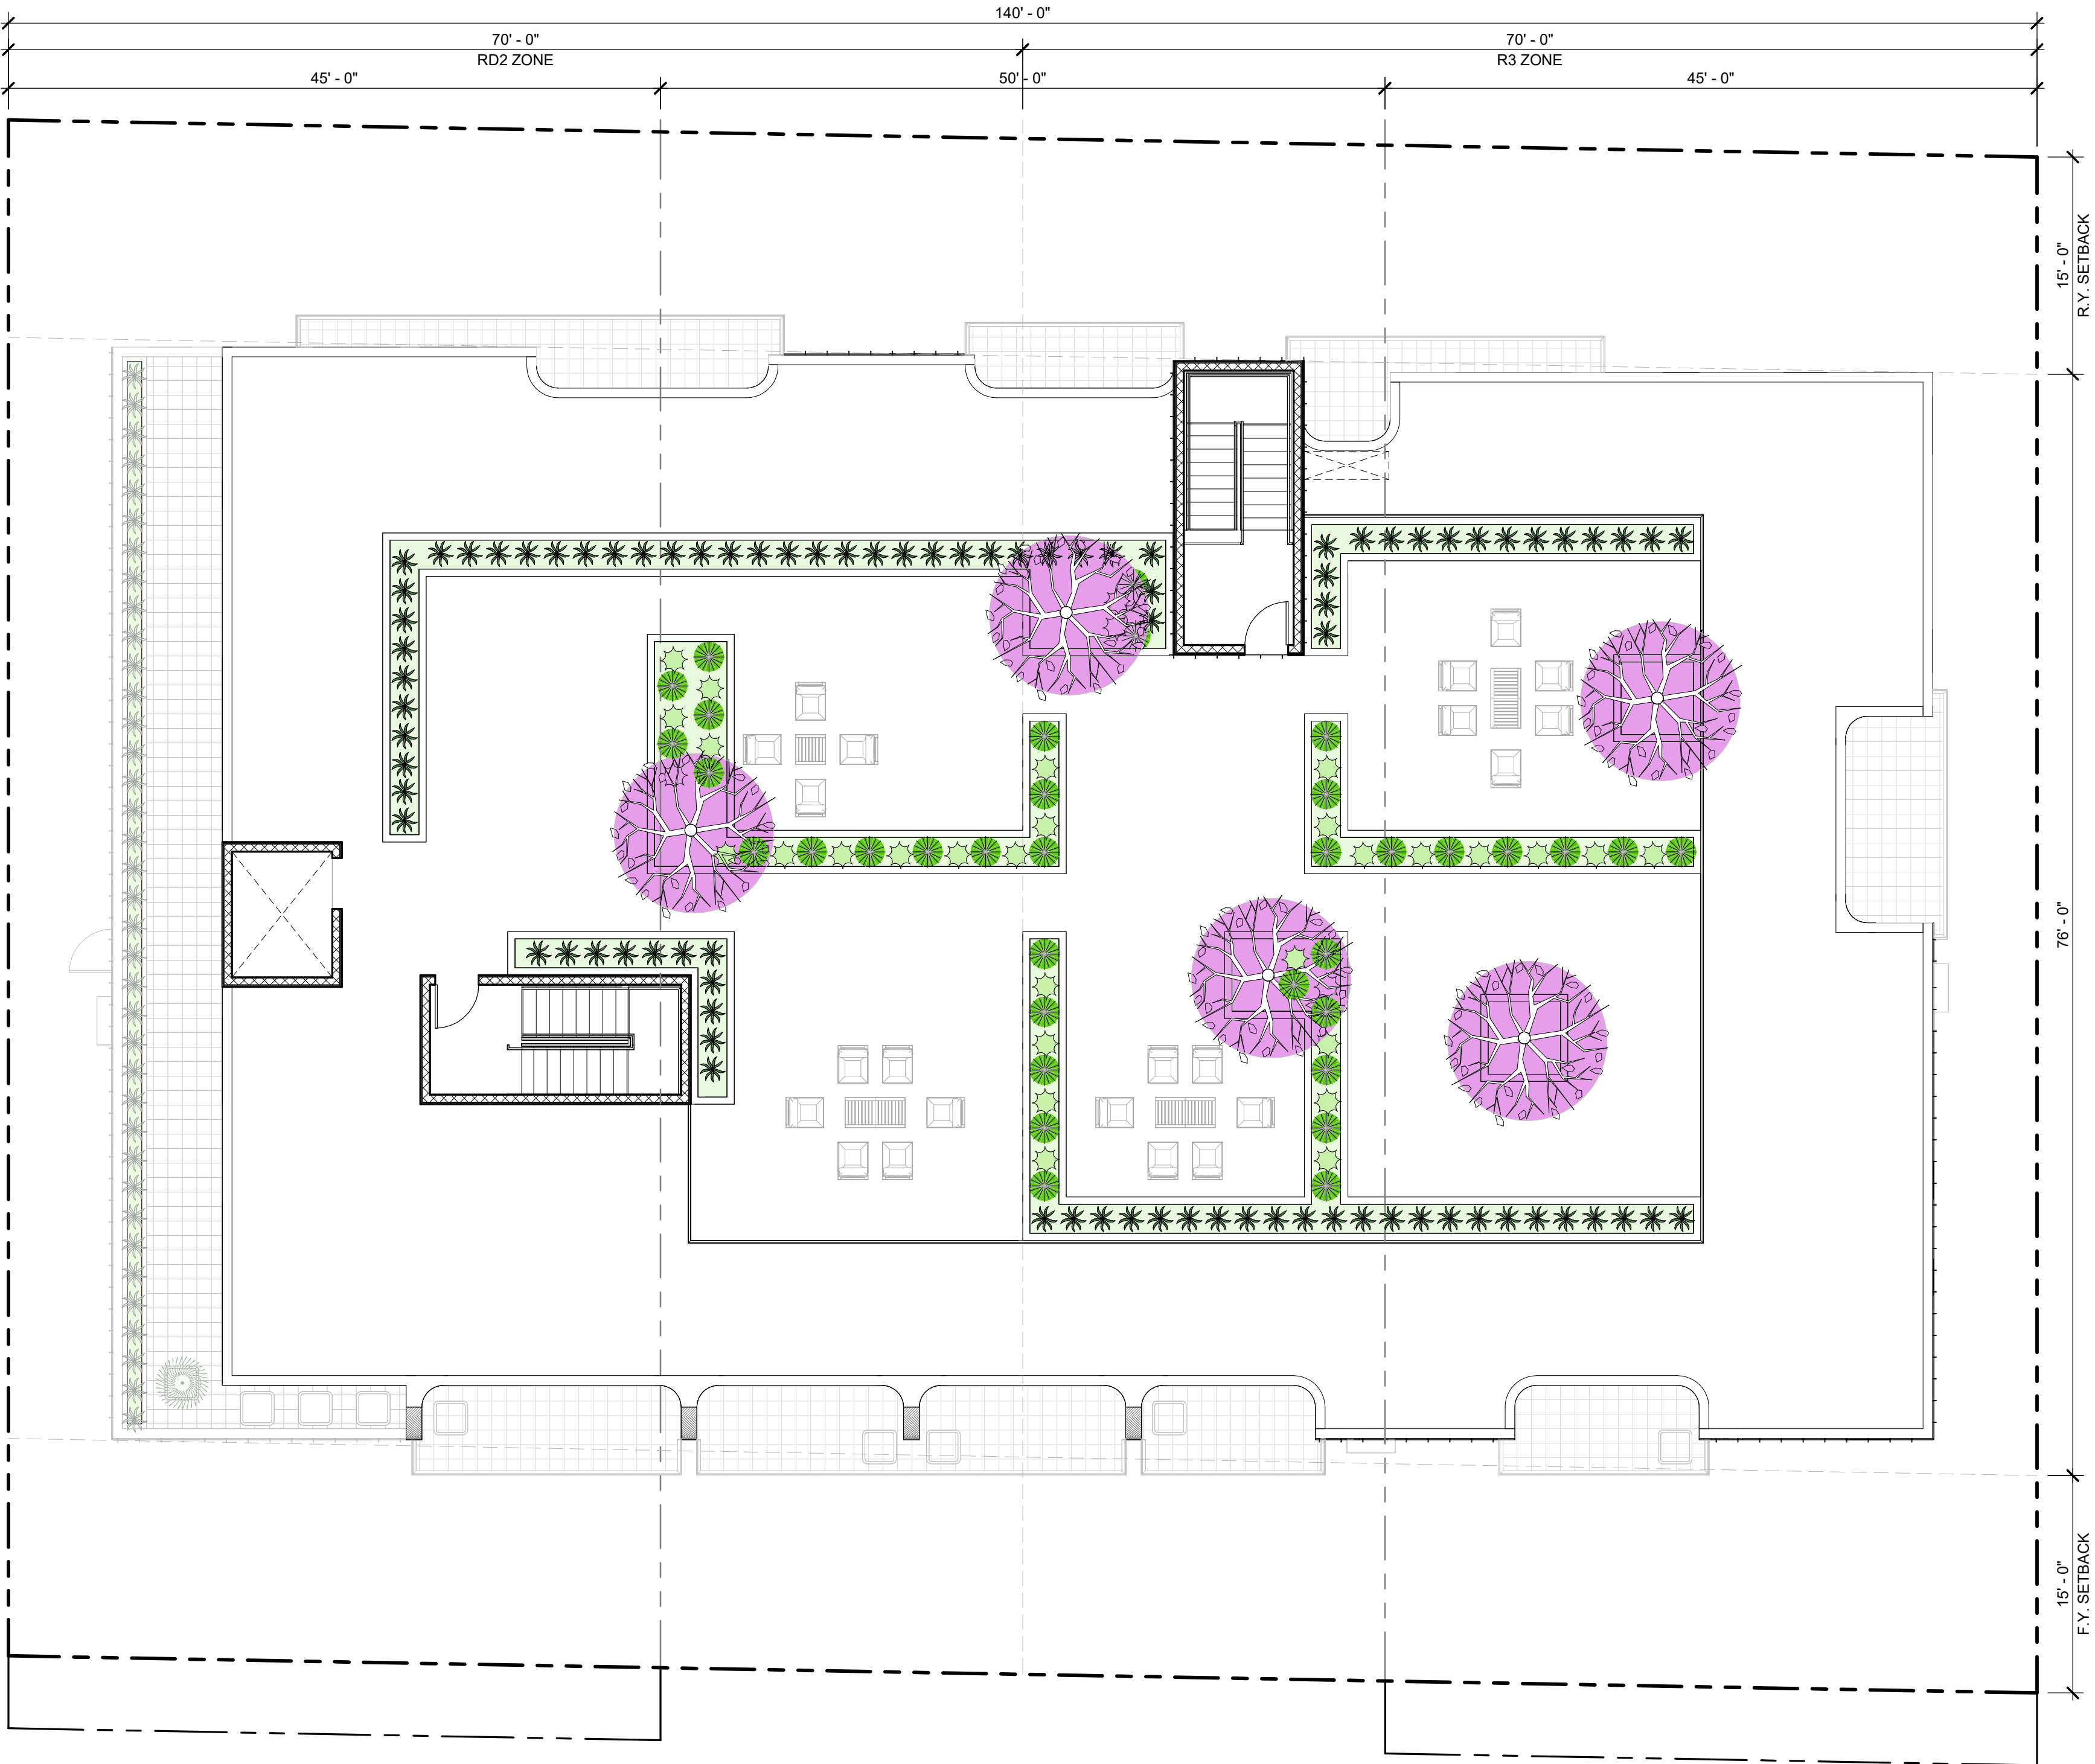 140' - 0"
70' - 0"
70' - 0"
RD2 ZONE
R3 ZONE
45' - 0"
50' - 0"
45' - 0"
15' - 0"
R.Y. SETBACK
76' - 0"
15' - 0"
F.Y. SETBACK